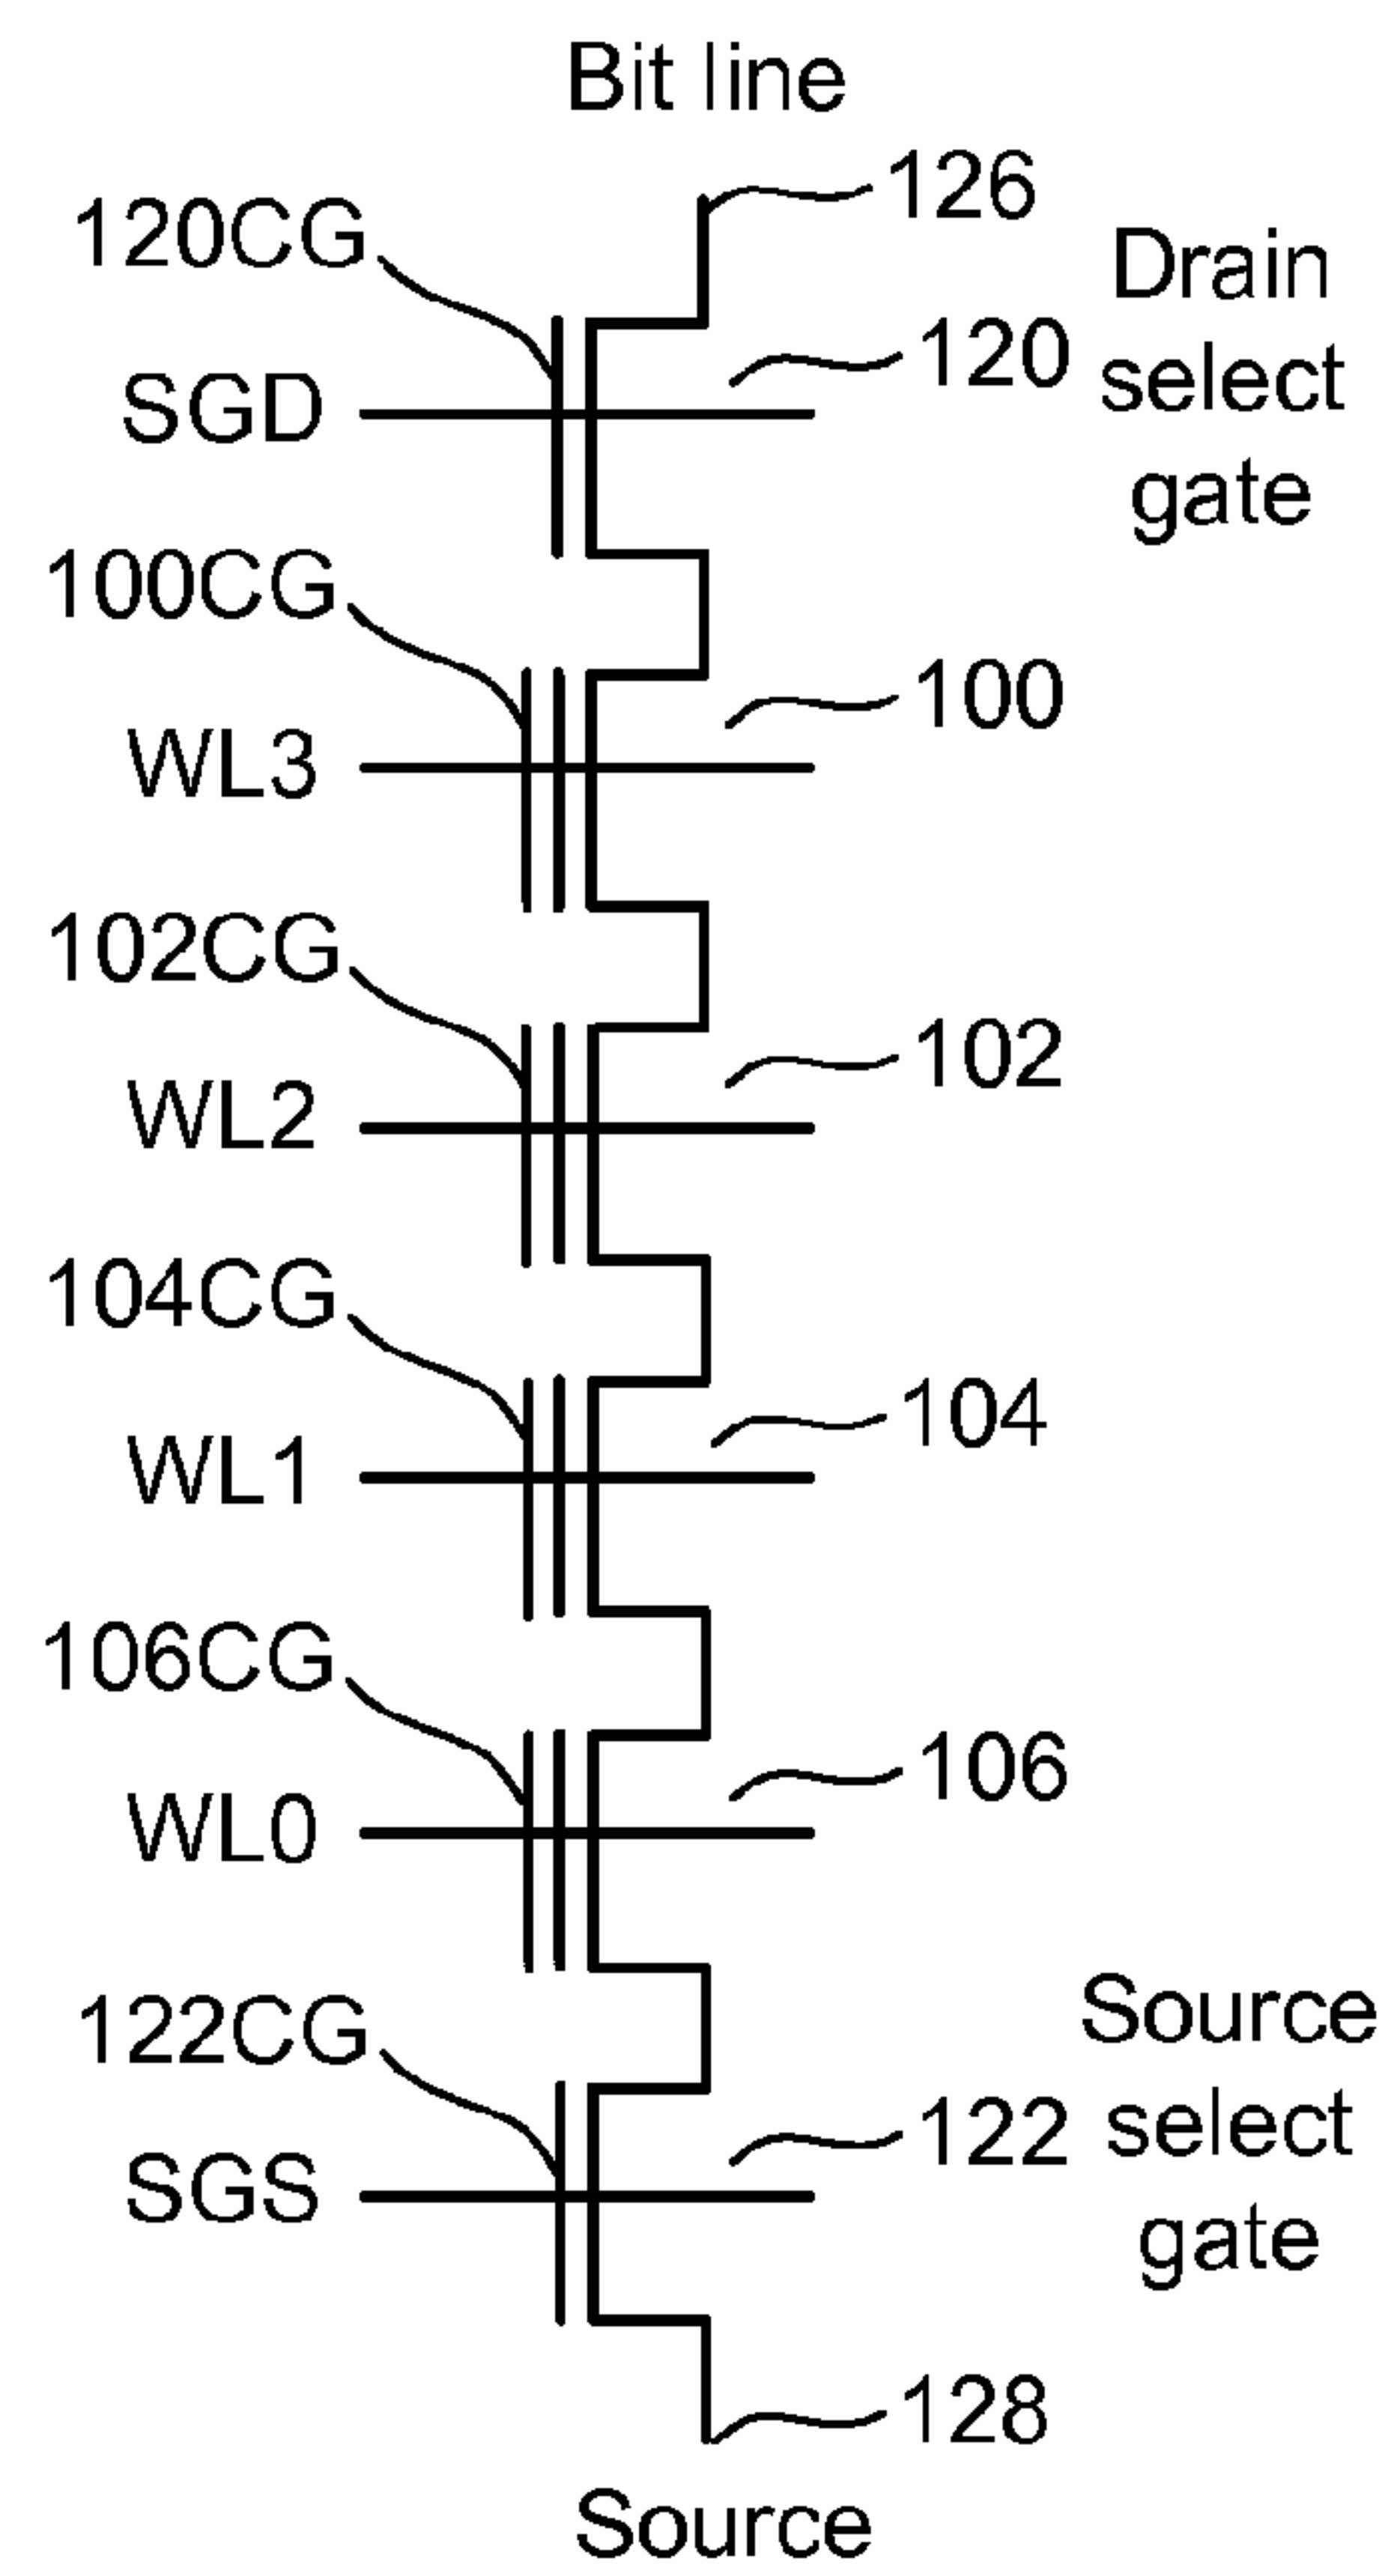 Bit line
126
120CG
Drain
select
gate
120
SGD
100CG
100
WL3
102CG
102
WL2
104CG
104
WL1
106CG
106
WL0
122CG
Source
select
gate
122
SGS
128
Source